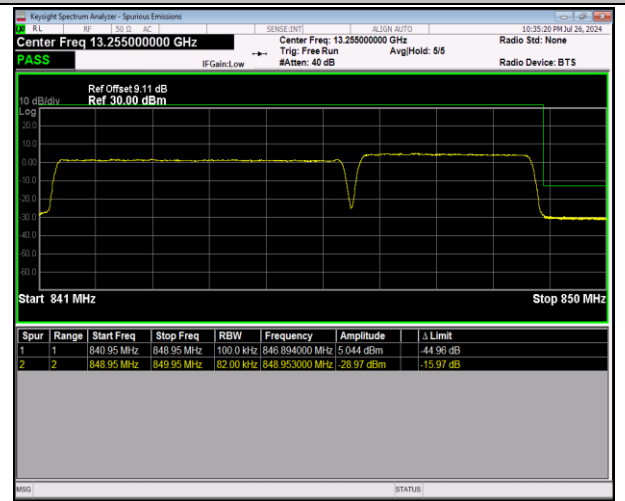 Keysight Spectrum Analyzer - Spurious Emissions
RL RF 50 Ω AC SENSE:INT ALIGN AUTO 10:35:20 PM Jul 26, 2024
Center Freq 13.255000000 GHz Center Freq: 13.255000000 GHz Radio Std: None
Trig: Free Run Avg|Hold: 5/5
PASS IFGain:Low #Atten: 40 dB Radio Device: BTS
Ref Offset 9.11 dB
10 dB/div Ref 30.00 dBm
Log
20.0
10.0
0.00
10.0
20.0
30.0
40.0
50.0
60.0
Start 841 MHz Stop 850 MHz
Spur Range Start Freq Stop Freq RBW Frequency Amplitude Δ Limit
1 1 840.95 MHz 848.95 MHz 100.0 kHz 846.894000 MHz 5.044 dBm -44.96 dB
2 2 848.95 MHz 849.95 MHz 82.00 kHz 848.953000 MHz -28.97 dBm -15.97 dB
MSG STATUS